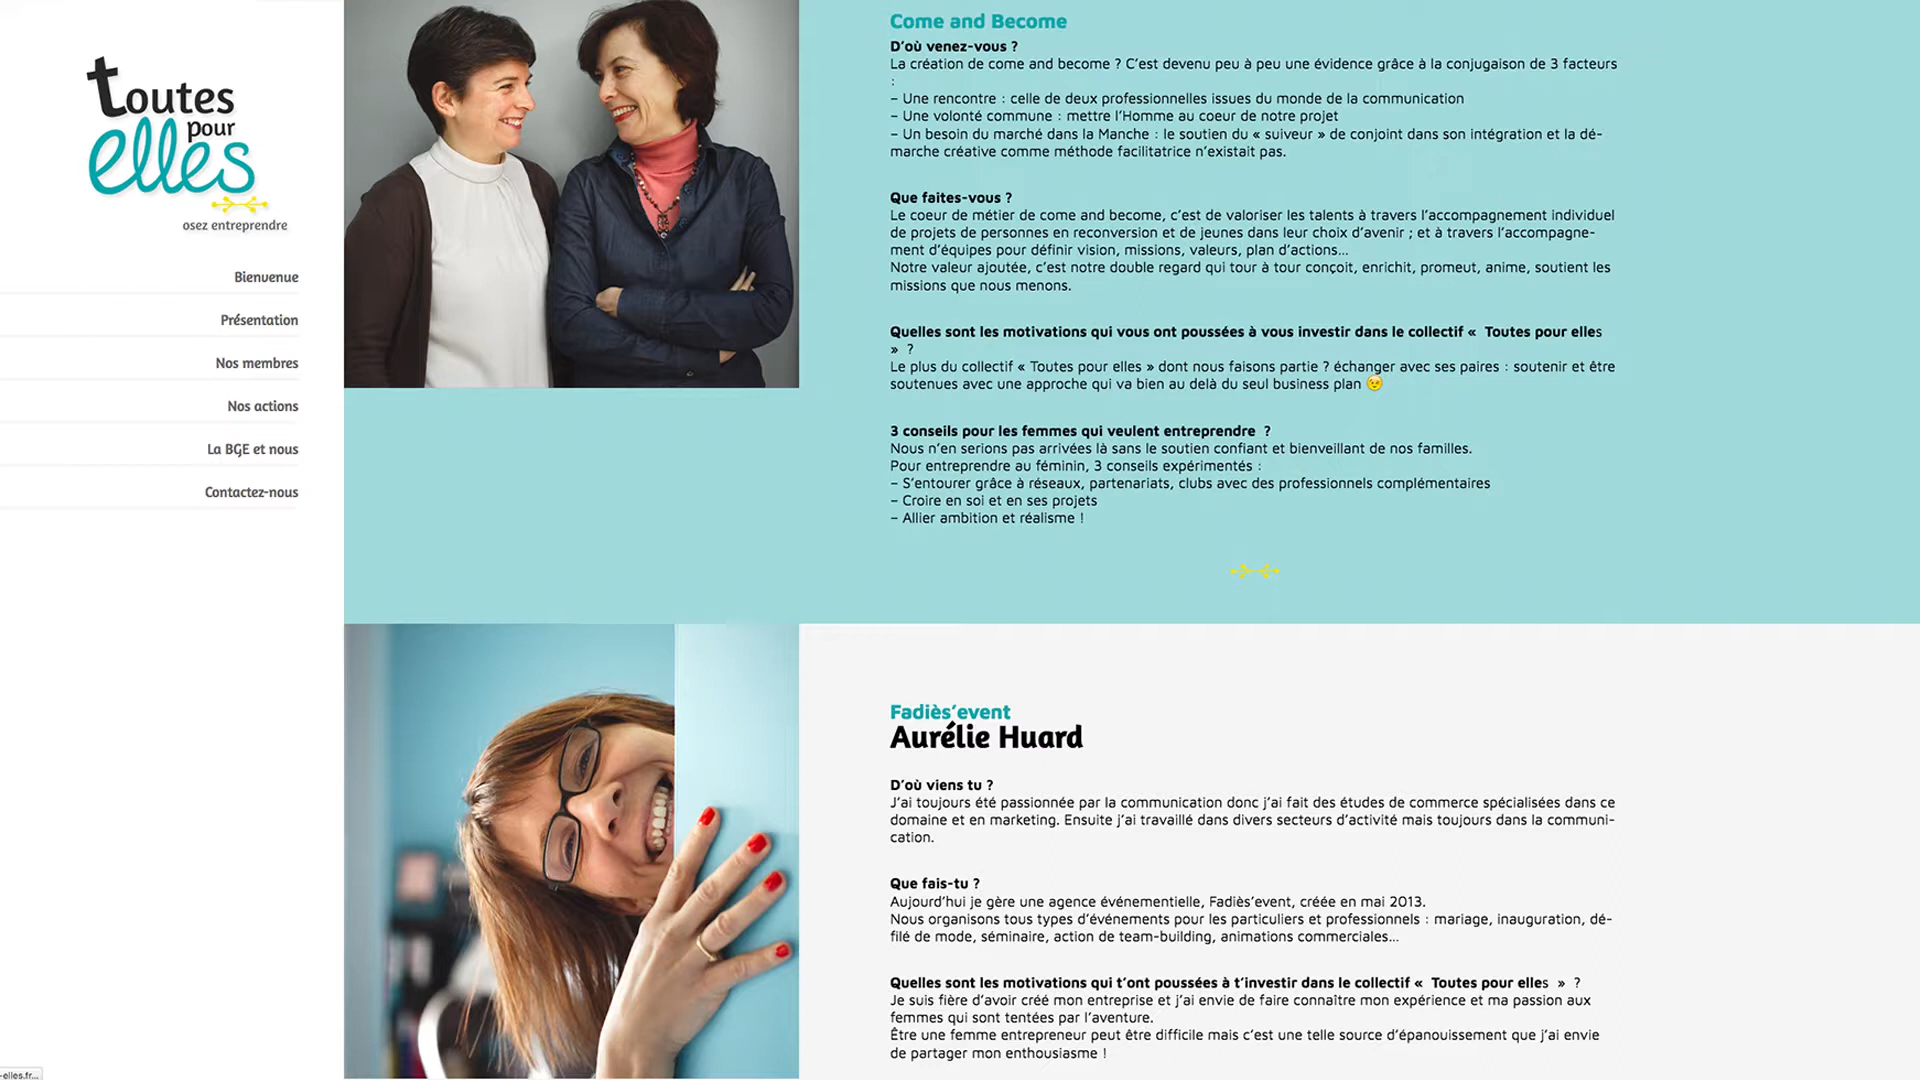 toutes
pour
elles
osez entreprendre
Bienvenue
Présentation
Nos membres
Nos actions
La BGE et nous
Contactez-nous
Come and Become
D’où venez-vous ?
La création de come and become ? C’est devenu peu à peu une évidence grâce à la conjugaison de 3 facteurs
:
– Une rencontre : celle de deux professionnelles issues du monde de la communication
– Une volonté commune : mettre l’Homme au coeur de notre projet
– Un besoin du marché dans la Manche : le soutien du « suiveur » de conjoint dans son intégration et la dé-
marche créative comme méthode facilitatrice n’existait pas.
Que faites-vous ?
Le coeur de métier de come and become, c’est de valoriser les talents à travers l’accompagnement individuel
de projets de personnes en reconversion et de jeunes dans leur choix d’avenir ; et à travers l’accompagne-
ment d’équipes pour définir vision, missions, valeurs, plan d’actions…
Notre valeur ajoutée, c’est notre double regard qui tour à tour conçoit, enrichit, promeut, anime, soutient les
missions que nous menons.
Quelles sont les motivations qui vous ont poussées à vous investir dans le collectif «  Toutes pour elles
»  ?
Le plus du collectif « Toutes pour elles » dont nous faisons partie ? échanger avec ses paires : soutenir et être
soutenues avec une approche qui va bien au delà du seul business plan 😉
3 conseils pour les femmes qui veulent entreprendre  ?
Nous n’en serions pas arrivées là sans le soutien confiant et bienveillant de nos familles.
Pour entreprendre au féminin, 3 conseils expérimentés :
– S’entourer grâce à réseaux, partenariats, clubs avec des professionnels complémentaires
– Croire en soi et en ses projets
– Allier ambition et réalisme !
Fadiès’event
Aurélie Huard
D’où viens tu ?
J’ai toujours été passionnée par la communication donc j’ai fait des études de commerce spécialisées dans ce
domaine et en marketing. Ensuite j’ai travaillé dans divers secteurs d’activité mais toujours dans la communi-
cation.
Que fais-tu ?
Aujourd’hui je gère une agence événementielle, Fadiès’event, créée en mai 2013.
Nous organisons tous types d’événements pour les particuliers et professionnels : mariage, inauguration, dé-
filé de mode, séminaire, action de team-building, animations commerciales…
Quelles sont les motivations qui t’ont poussées à t’investir dans le collectif «  Toutes pour elles  »  ?
Je suis fière d’avoir créé mon entreprise et j’ai envie de faire connaître mon expérience et ma passion aux
femmes qui sont tentées par l’aventure.
Être une femme entrepreneur peut être difficile mais c’est une telle source d’épanouissement que j’ai envie
de partager mon enthousiasme !
-elles.fr...